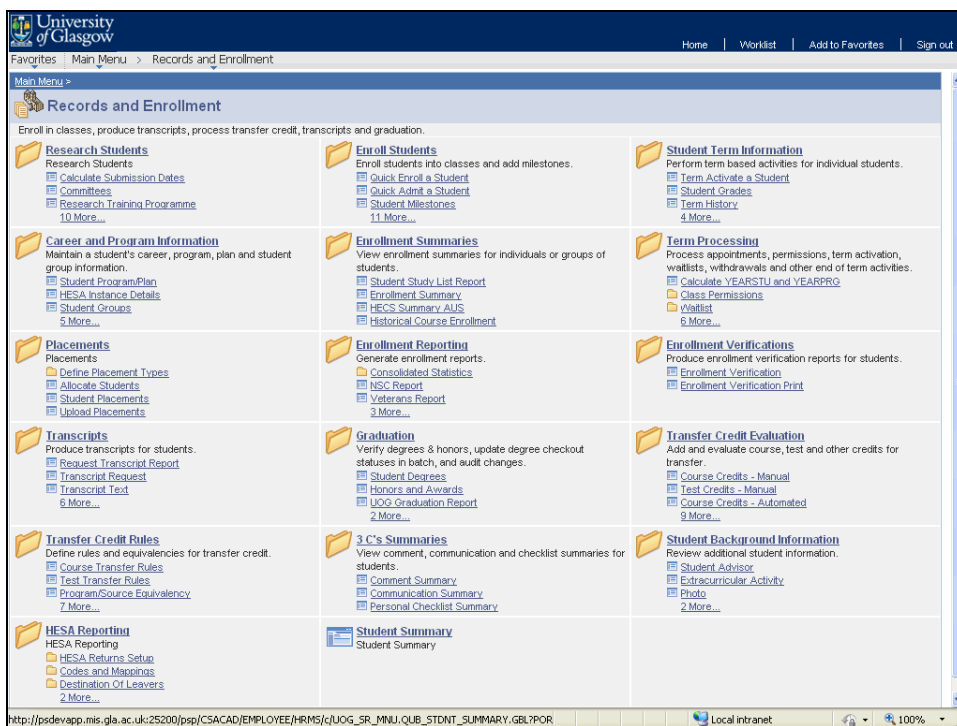 University
of Glasgow
Home | Worklist | Add to Favorites | Sign out
Favorites Main Menu > Records and Enrollment
Main Menu >
Records and Enrollment
Enroll in classes, produce transcripts, process transfer credit, transcripts and graduation.
Research Students
Research Students
Calculate Submission Dates
Committees
Research Training Programme
10 More...
Enroll Students
Enroll students into classes and add milestones.
Quick Enroll a Student
Quick Admit a Student
Student Milestones
11 More...
Student Term Information
Perform term based activities for individual students.
Term Activate a Student
Student Grades
Term History
4 More...
Career and Program Information
Maintain a student's career, program, plan and student
group information.
Student Program/Plan
HESA Instance Details
Student Groups
5 More...
Enrollment Summaries
View enrollment summaries for individuals or groups of
students.
Student Study List Report
Enrollment Summary
HECS Summary AUS
Historical Course Enrollment
Term Processing
Process appointments, permissions, term activation,
waitlists, withdrawals and other end of term activities.
Calculate YEARSTU and YEARPRG
Class Permissions
Waitlist
6 More...
Placements
Placements
Define Placement Types
Allocate Students
Student Placements
Upload Placements
Enrollment Reporting
Generate enrollment reports.
Consolidated Statistics
NSC Report
Veterans Report
3 More...
Enrollment Verifications
Produce enrollment verification reports for students.
Enrollment Verification
Enrollment Verification Print
Transcripts
Produce transcripts for students.
Request Transcript Report
Transcript Request
Transcript Text
6 More...
Graduation
Verify degrees & honors, update degree checkout
statuses in batch, and audit changes.
Student Degrees
Honors and Awards
UOG Graduation Report
2 More...
Transfer Credit Evaluation
Add and evaluate course, test and other credits for
transfer.
Course Credits - Manual
Test Credits - Manual
Course Credits - Automated
9 More...
Transfer Credit Rules
Define rules and equivalencies for transfer credit.
Course Transfer Rules
Test Transfer Rules
Program/Source Equivalency
7 More...
3 C's Summaries
View comment, communication and checklist summaries for
students.
Comment Summary
Communication Summary
Personal Checklist Summary
Student Background Information
Review additional student information.
Student Advisor
Extracurricular Activity
Photo
2 More...
HESA Reporting
HESA Reporting
HESA Returns Setup
Codes and Mappings
Destination Of Leavers
2 More...
Student Summary
Student Summary
http://psdevapp.mis.gla.ac.uk:25200/psp/CSACAD/EMPLOYEE/HRMS/c/UOG_SR_MNU.QUB_STDNT_SUMMARY.GBL?POR
Local intranet
100%